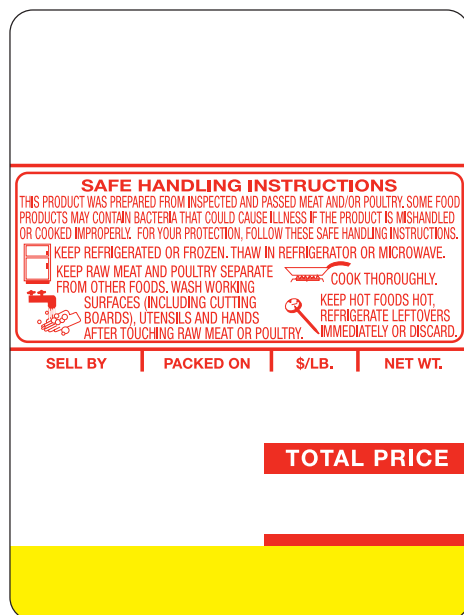 SAFE HANDLING INSTRUCTIONS
THIS PRODUCT WAS PREPARED FROM INSPECTED AND PASSED MEAT AND/OR POULTRY. SOME FOOD
PRODUCTS MAY CONTAIN BACTERIA THAT COULD CAUSE ILLNESS IF THE PRODUCT IS MISHANDLED
OR COOKED IMPROPERLY. FOR YOUR PROTECTION, FOLLOW THESE SAFE HANDLING INSTRUCTIONS.
KEEP REFRIGERATED OR FROZEN. THAW IN REFRIGERATOR OR MICROWAVE.
KEEP RAW MEAT AND POULTRY SEPARATE
FROM OTHER FOODS. WASH WORKING
SURFACES (INCLUDING CUTTING
BOARDS), UTENSILS AND HANDS
AFTER TOUCHING RAW MEAT OR POULTRY.
COOK THOROUGHLY.
KEEP HOT FOODS HOT,
REFRIGERATE LEFTOVERS
IMMEDIATELY OR DISCARD.
SELL BY PACKED ON $/LB. NET WT.
TOTAL PRICE